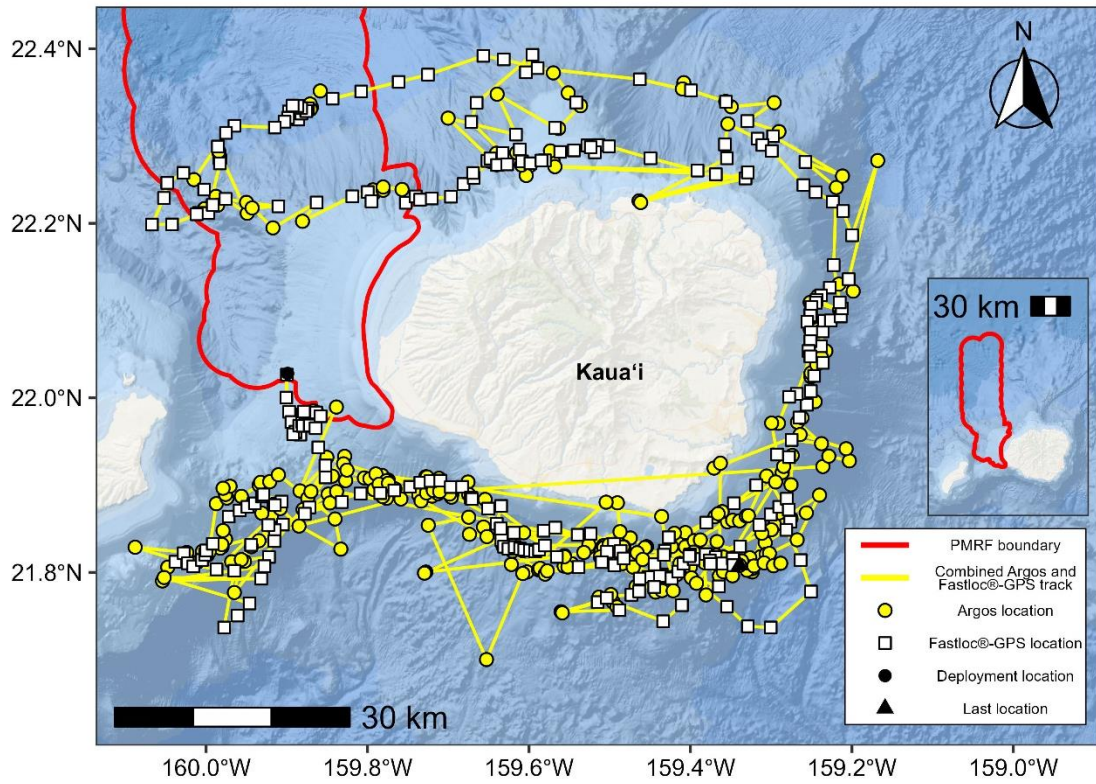 22.4°N
22.2°N
22.0°N
21.8°N
N
Kauaʻi
30 km
PMRF boundary
Combined Argos and
Fastloc®-GPS track
Argos location
Fastloc®-GPS location
Deployment location
Last location
30 km
160.0°W
159.8°W
159.6°W
159.4°W
159.2°W
159.0°W